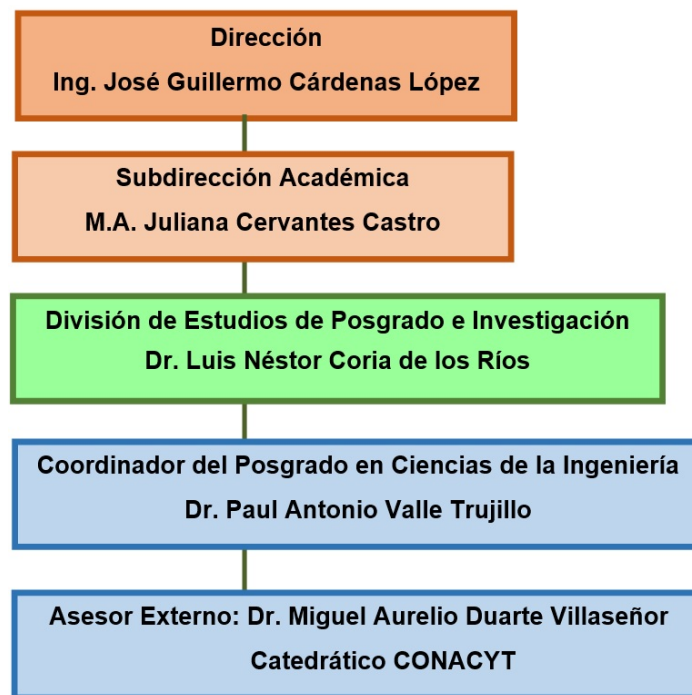 Dirección
Ing. José Guillermo Cárdenas López
Subdirección Académica
M.A. Juliana Cervantes Castro
División de Estudios de Posgrado e Investigación
Dr. Luis Néstor Coria de los Ríos
Coordinador del Posgrado en Ciencias de la Ingeniería
Dr. Paul Antonio Valle Trujillo
Asesor Externo: Dr. Miguel Aurelio Duarte Villaseñor
Catedrático CONACYT